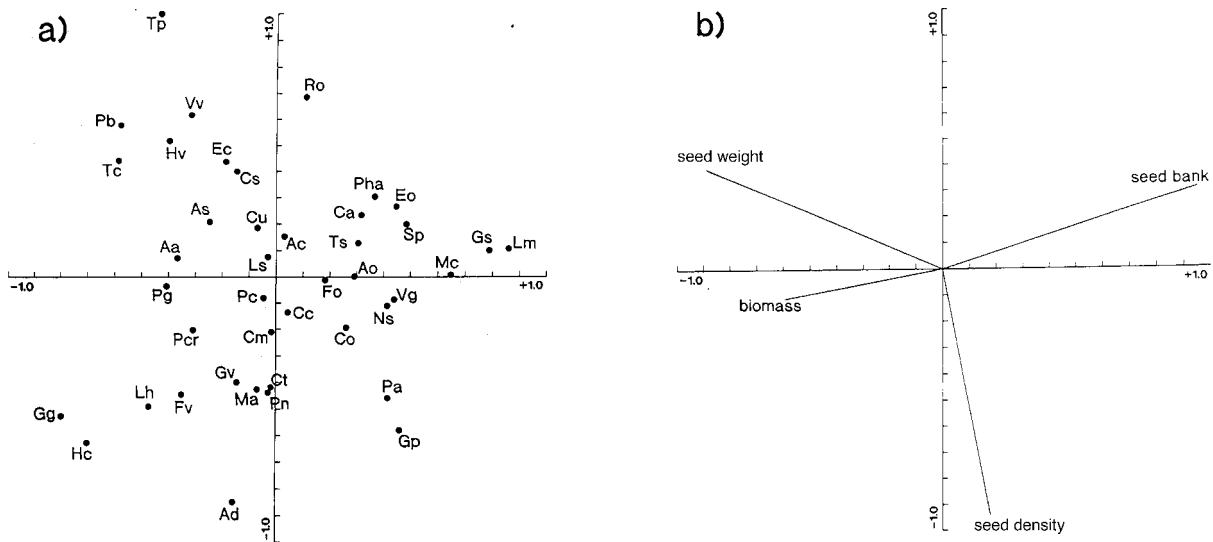 a)
+1.0
Tp
Ro
Vv
Pb
Hv
Ec
Tc
Cs
Pha
Eo
As
Cu
Ca
Sp
Ac
Ts
Gs
Lm
Aa
Ls
Ao
Mc
-1.0
+1.0
Pg
Pc
Fo
Vg
Cc
Ns
Pcr
Cm
Co
Gv
Ct
Pa
Lh
Fv
Ma
Pn
Gg
Gp
Hc
Ad
-1.0
b)
+1.0
seed weight
seed bank
-1.0
+1.0
biomass
-1.0
seed density